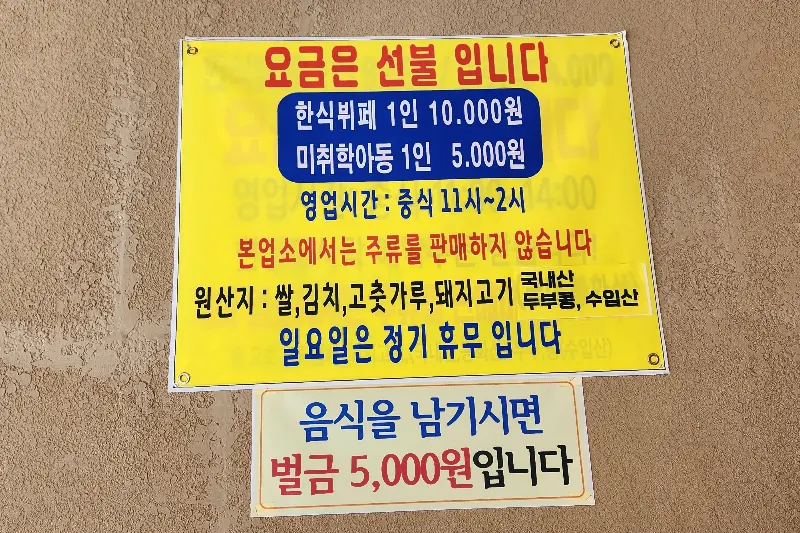 요금은 선불 입니다
한식뷔페 1인 10.000원
미취학아동 1인 5.000원
영업시간 : 중식 11시~2시
본업소에서는 주류를 판매하지 않습니다
원산지 : 쌀,김치,고춧가루,돼지고기 국내산
두부콩, 수입산
일요일은 정기 휴무 입니다
음식을 남기시면
벌금 5,000원입니다